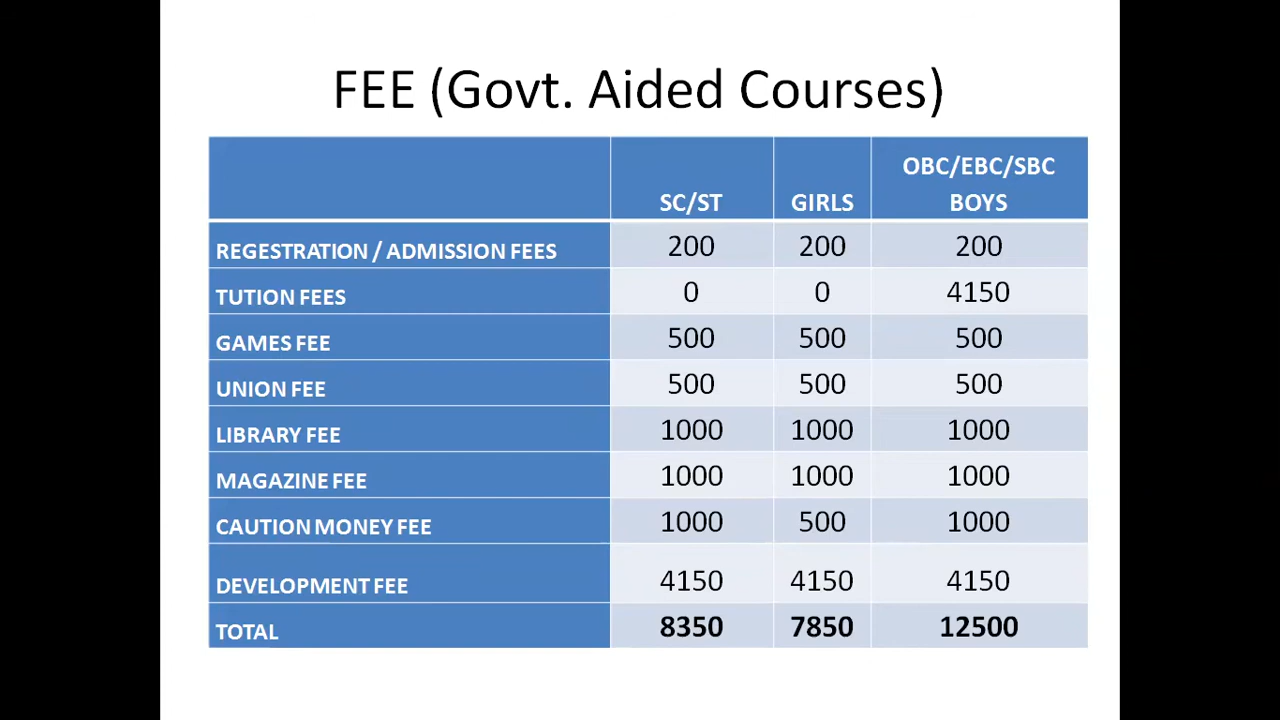 FEE (Govt. Aided Courses)
SC/ST GIRLS OBC/EBC/SBC BOYS
REGESTRATION / ADMISSION FEES 200 200 200
TUTION FEES 0 0 4150
GAMES FEE 500 500 500
UNION FEE 500 500 500
LIBRARY FEE 1000 1000 1000
MAGAZINE FEE 1000 1000 1000
CAUTION MONEY FEE 1000 500 1000
DEVELOPMENT FEE 4150 4150 4150
TOTAL 8350 7850 12500